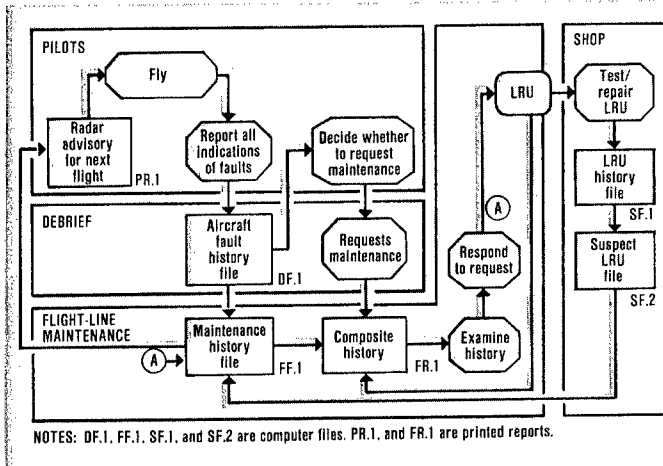 PILOTS
Fly
Radar
advisory
for next
flight
PR.1
Report all
indications
of faults
Decide whether
to request
maintenance
LRU
SHOP
Test/
repair
LRU
LRU
history
file
SF.1
Suspect
LRU
file
SF.2
DEBRIEF
Aircraft
fault
history
file
DF.1
Requests
maintenance
A
Respond
to request
FLIGHT-LINE
MAINTENANCE
A
Maintenance
history
file
FF.1
Composite
history
FR.1
Examine
history
NOTES: DF.1, FF.1, SF.1, and SF.2 are computer files. PR.1, and FR.1 are printed reports.